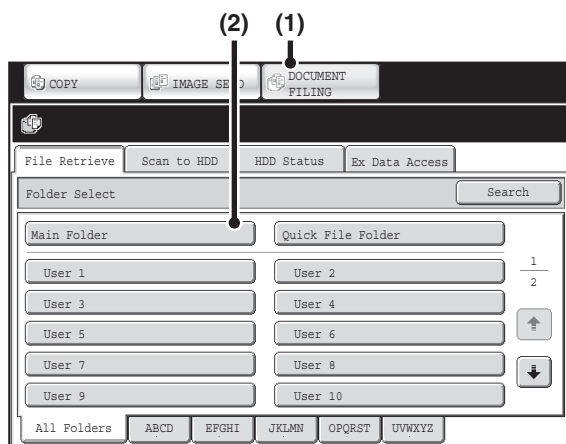 (2) (1)
COPY IMAGE SEND DOCUMENT
FILING
File Retrieve Scan to HDD HDD Status Ex Data Access
Folder Select Search
Main Folder Quick File Folder
User 1 User 2 1
2
User 3 User 4
User 5 User 6
User 7 User 8
User 9 User 10
All Folders ABCD EFGHI JKLMN OPQRST UVWXYZ